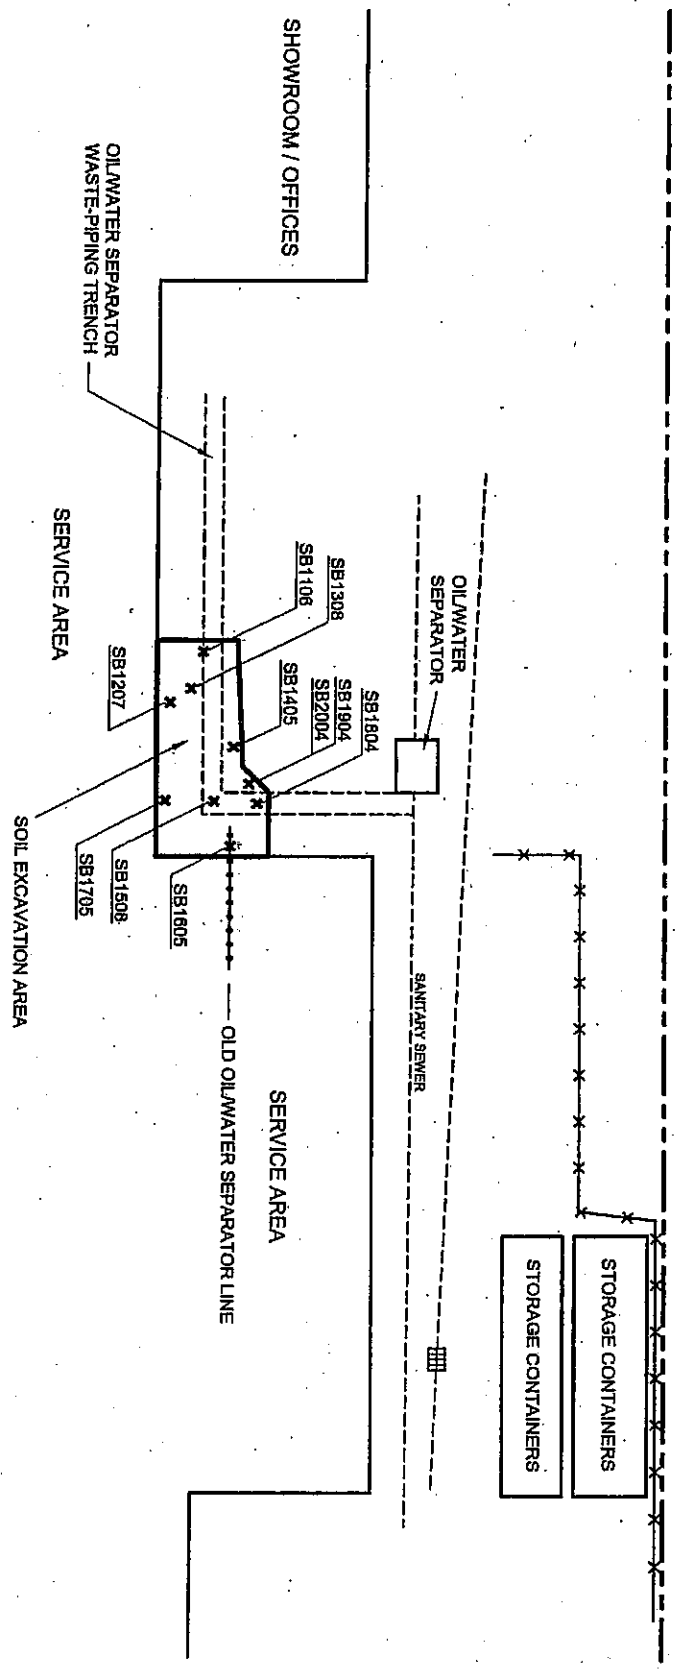 SHOWROOM / OFFICES
OIL/WATER SEPARATOR
WASTE-PIPING TRENCH
SERVICE AREA
SB1106
SB1308
OIL/WATER
SEPARATOR
SB1207
SB1405
SB2004
SB1904
SB1804
SOIL EXCAVATION AREA
SB1705
SB1506
SB1605
OLD OIL/WATER SEPARATOR LINE
SANITARY SEWER
SERVICE AREA
STORAGE CONTAINERS
STORAGE CONTAINERS